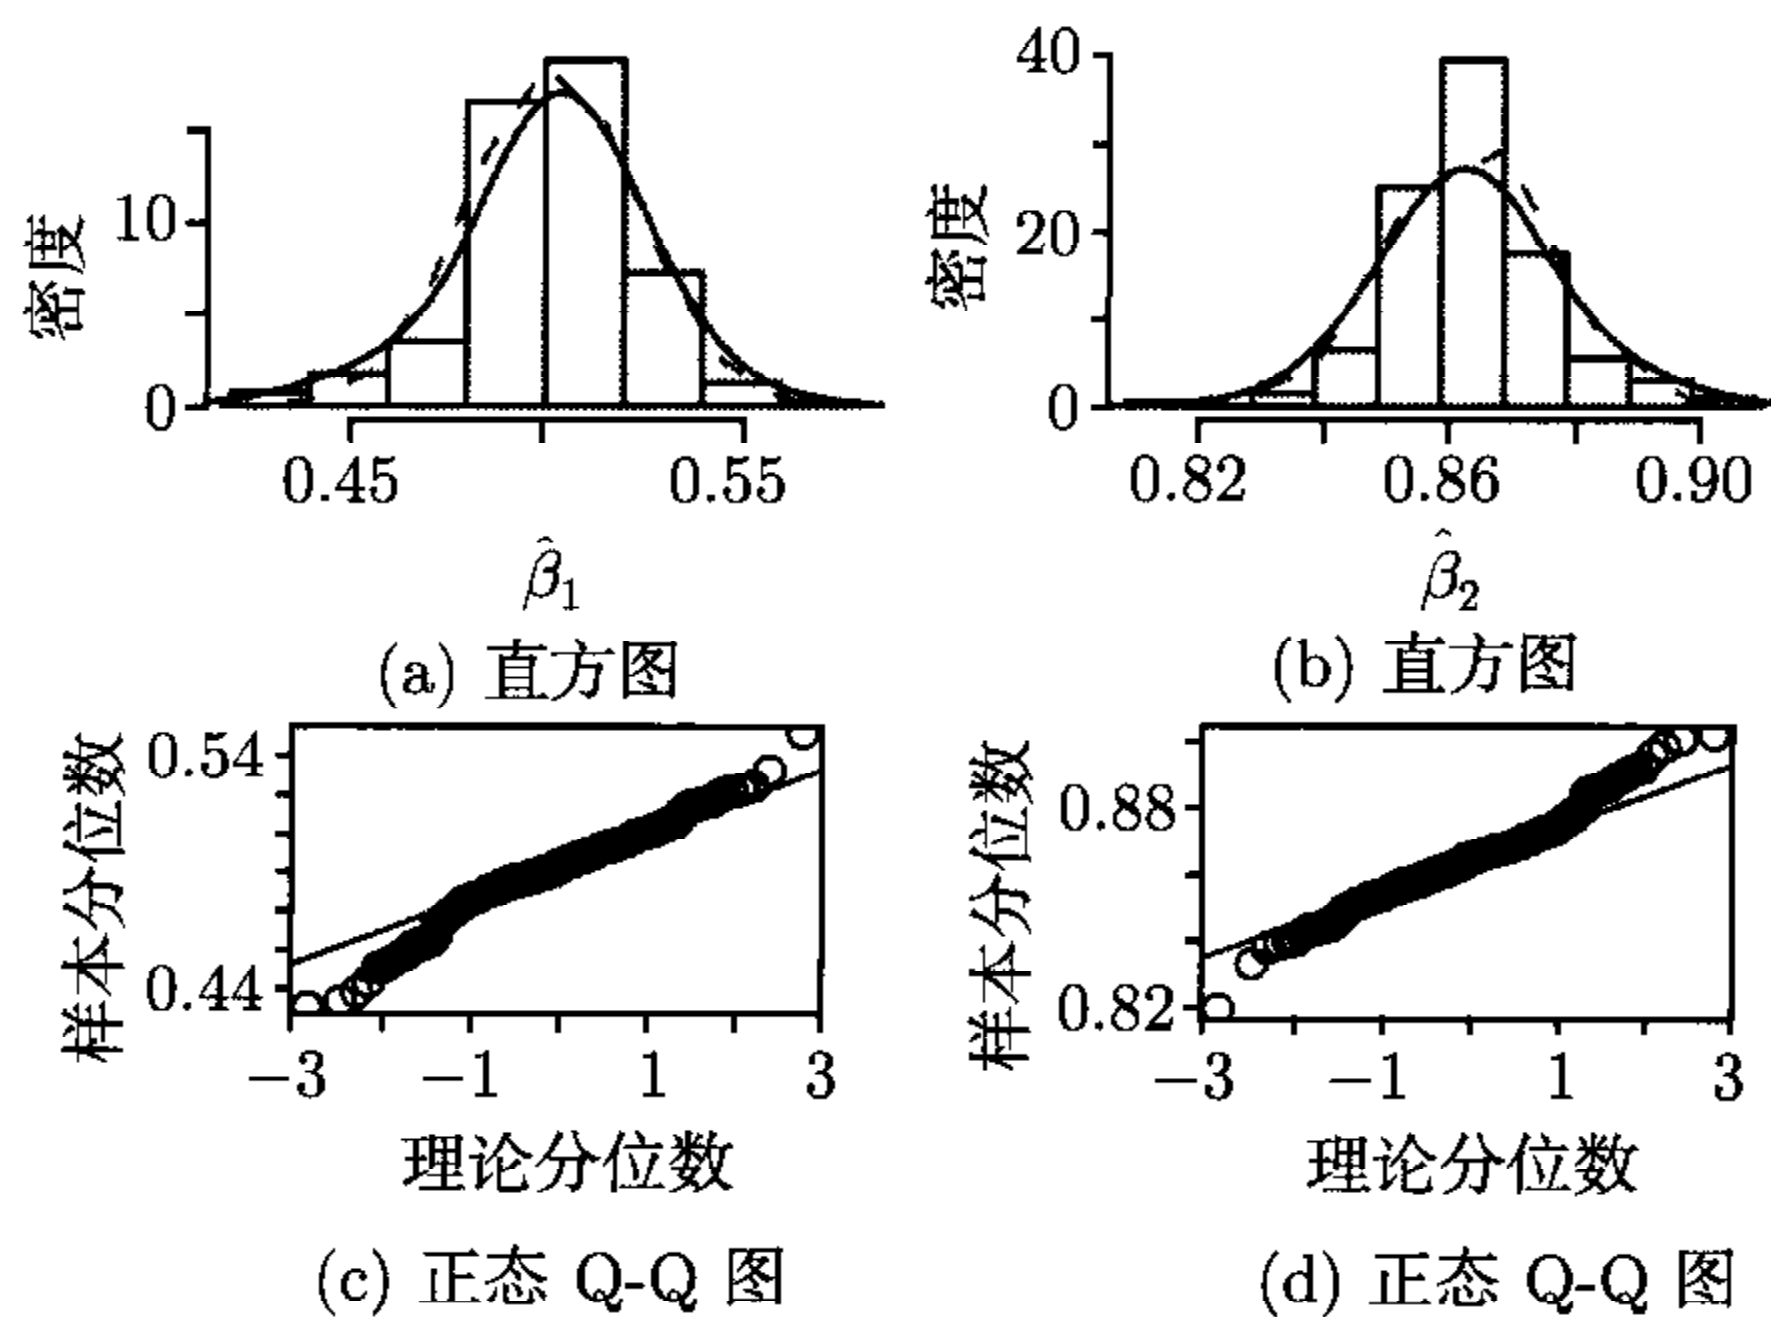 密度
10
0
0.45 0.55
β̂₁
(a) 直方图
密度
40
20
0
0.82 0.86 0.90
β̂₂
(b) 直方图
样本分位数
0.54
0.44
−3 −1 1 3
理论分位数
(c) 正态 Q-Q 图
样本分位数
0.88
0.82
−3 −1 1 3
理论分位数
(d) 正态 Q-Q 图